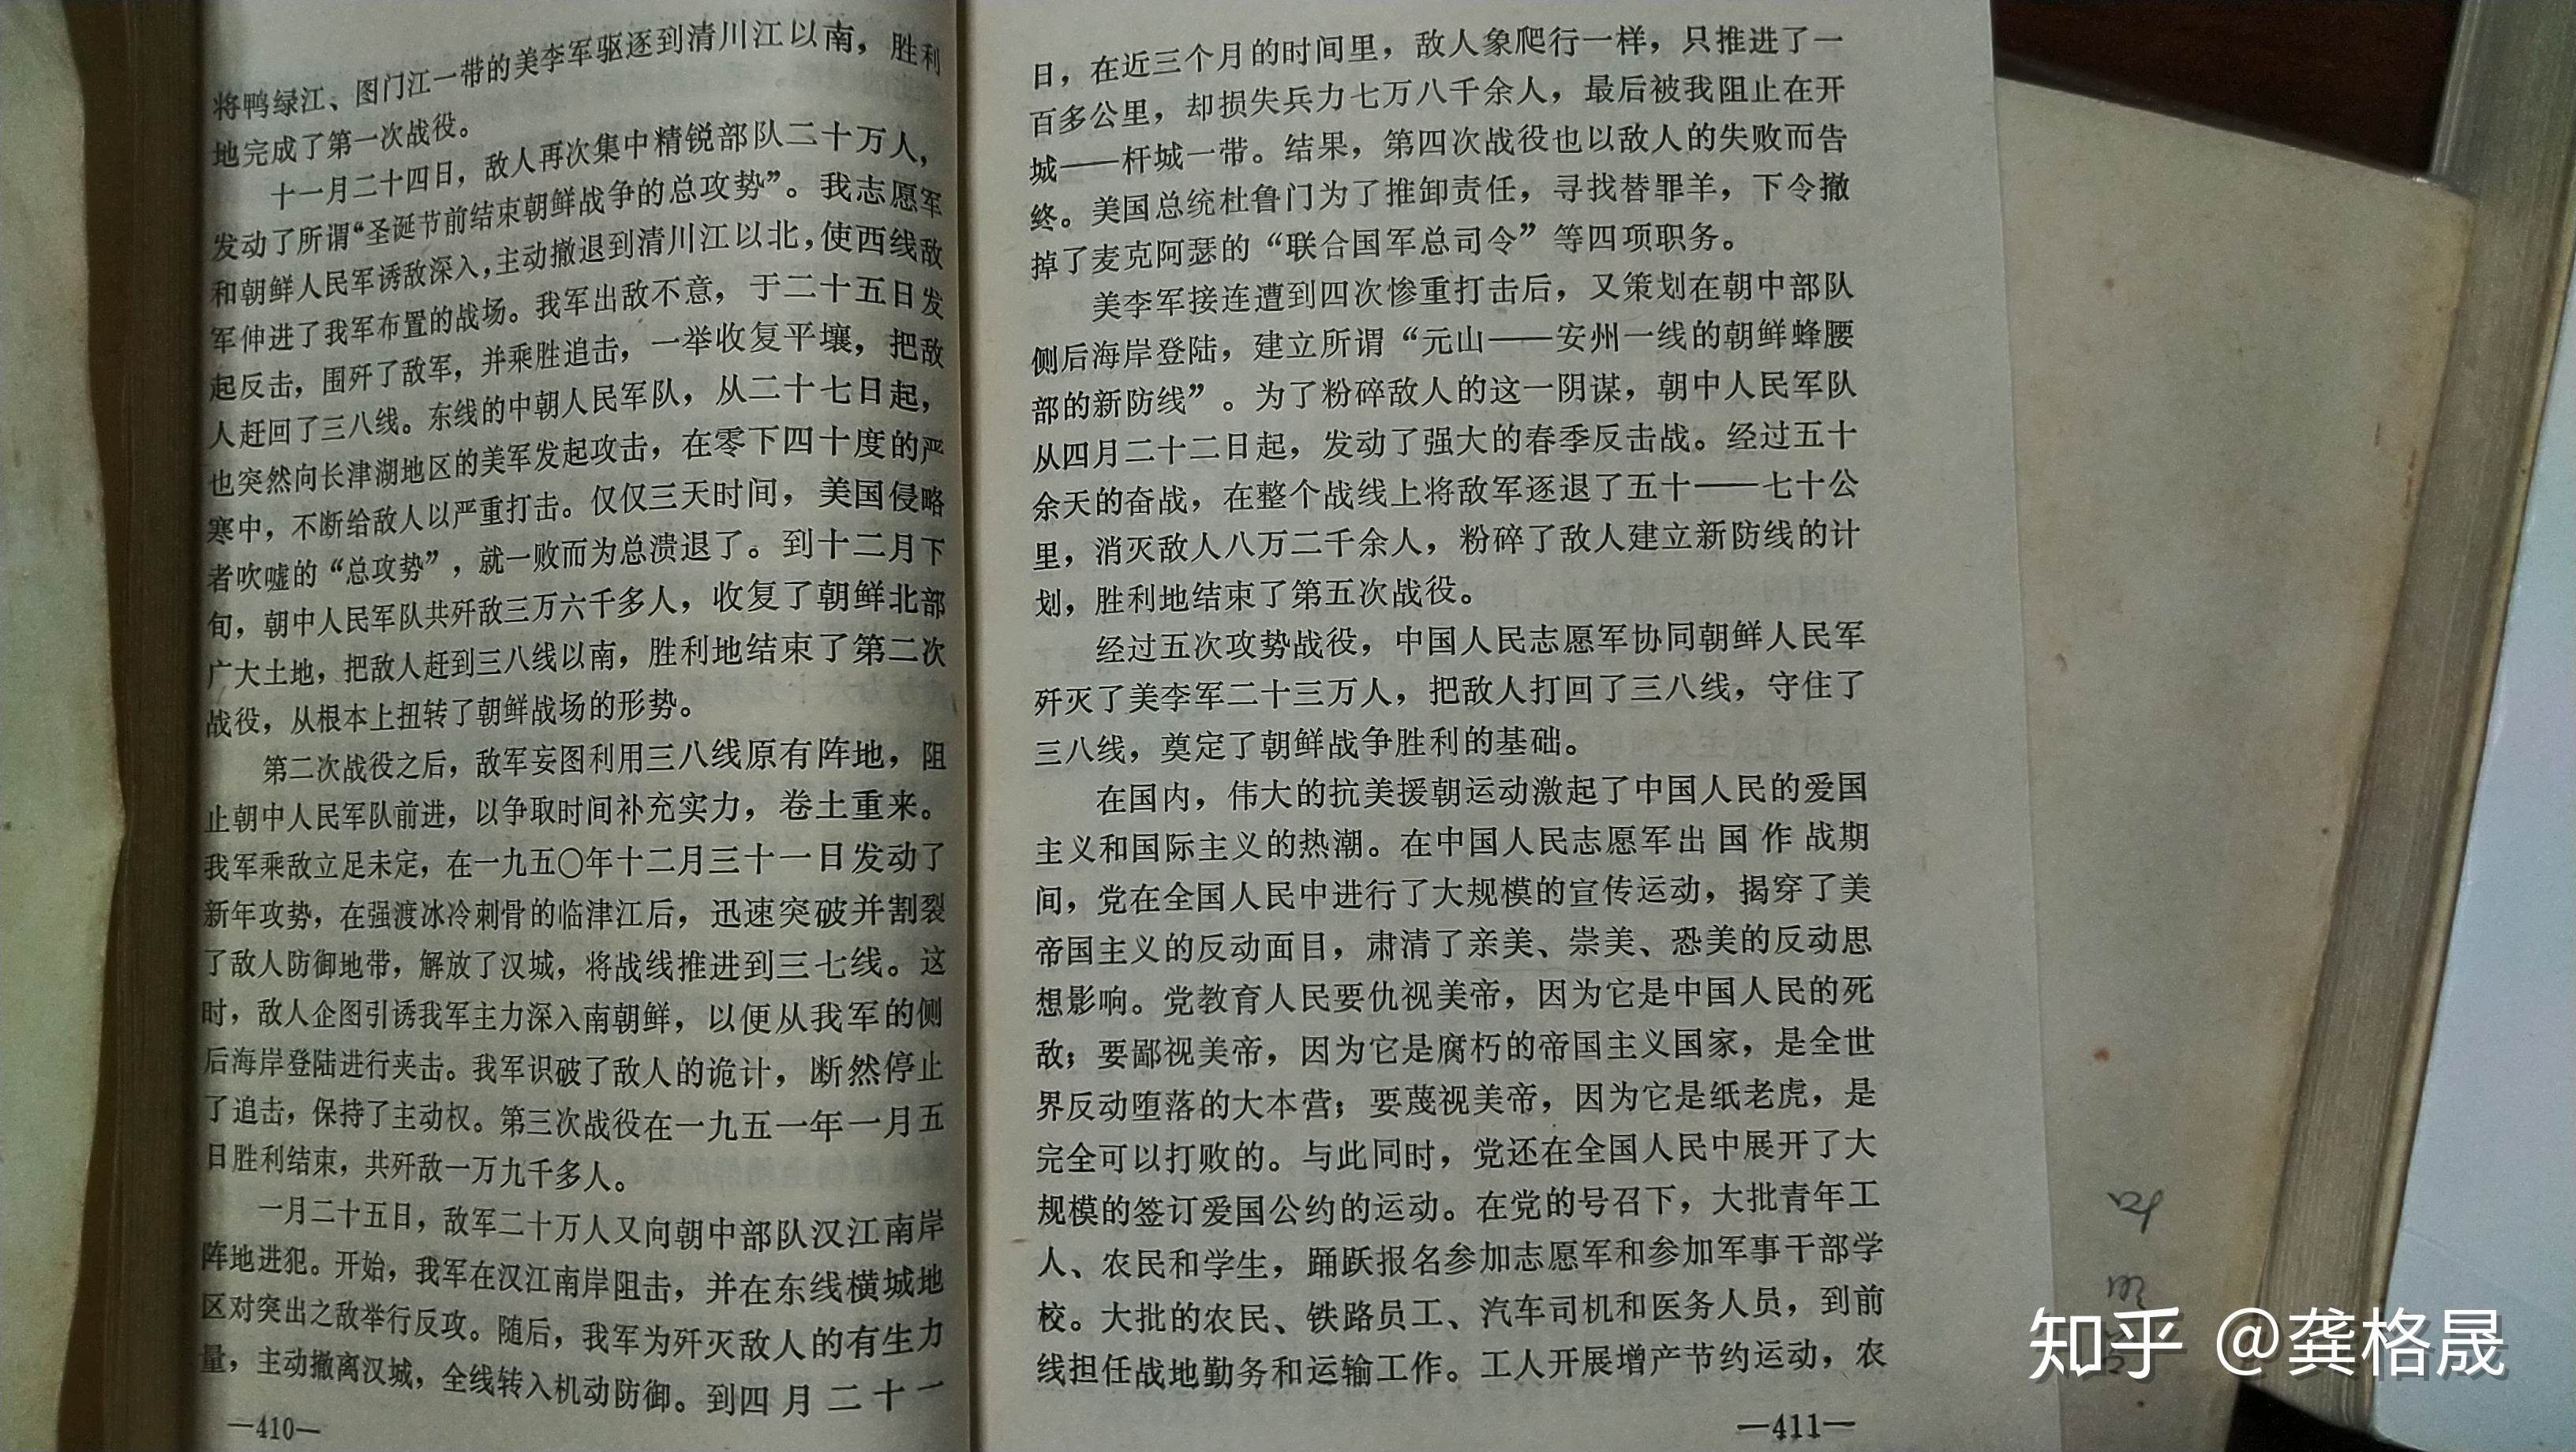 将鸭绿江、图门江一带的美李军驱逐到清川江以南，胜利
地完成了第一次战役。
十一月二十四日，敌人再次集中精锐部队二十万人，
发动了所谓“圣诞节前结束朝鲜战争的总攻势”。我志愿军
和朝鲜人民军诱敌深入，主动撤退到清川江以北，使西线敌
军伸进了我军布置的战场。我军出敌不意，于二十五日发
起反击，围歼了敌军，并乘胜追击，一举收复平壤，把敌
人赶回了三八线。东线的中朝人民军队，从二十七日起，
也突然向长津湖地区的美军发起攻击，在零下四十度的严
寒中，不断给敌人以严重打击。仅仅三天时间，美国侵略
者吹嘘的“总攻势”，就一败而为总溃退了。到十二月下
旬，朝中人民军队共歼敌三万六千多人，收复了朝鲜北部
广大土地，把敌人赶到三八线以南，胜利地结束了第二次
战役，从根本上扭转了朝鲜战场的形势。
第二次战役之后，敌军妄图利用三八线原有阵地，阻
止朝中人民军队前进，以争取时间补充实力，卷土重来。
我军乘敌立足未定，在一九五〇年十二月三十一日发动了
新年攻势，在强渡冰冷刺骨的临津江后，迅速突破并割裂
了敌人防御地带，解放了汉城，将战线推进到三七线。这
时，敌人企图引诱我军主力深入南朝鲜，以便从我军的侧
后海岸登陆进行夹击。我军识破了敌人的诡计，断然停止
了追击，保持了主动权。第三次战役在一九五一年一月五
日胜利结束，共歼敌一万九千多人。
一月二十五日，敌军二十万人又向朝中部队汉江南岸
阵地进犯。开始，我军在汉江南岸阻击，并在东线横城地
区对突出之敌举行反攻。随后，我军为歼灭敌人的有生力
量，主动撤离汉城，全线转入机动防御。到四月二十一
—410—
日，在近三个月的时间里，敌人象爬行一样，只推进了一
百多公里，却损失兵力七万八千余人，最后被我阻止在开
城——杆城一带。结果，第四次战役也以敌人的失败而告
终。美国总统杜鲁门为了推卸责任，寻找替罪羊，下令撤
掉了麦克阿瑟的“联合国军总司令”等四项职务。
美李军接连遭到四次惨重打击后，又策划在朝中部队
侧后海岸登陆，建立所谓“元山——安州一线的朝鲜蜂腰
部的新防线”。为了粉碎敌人的这一阴谋，朝中人民军队
从四月二十二日起，发动了强大的春季反击战。经过五十
余天的奋战，在整个战线上将敌军逐退了五十——七十公
里，消灭敌人八万二千余人，粉碎了敌人建立新防线的计
划，胜利地结束了第五次战役。
经过五次攻势战役，中国人民志愿军协同朝鲜人民军
歼灭了美李军二十三万人，把敌人打回了三八线，守住了
三八线，奠定了朝鲜战争胜利的基础。
在国内，伟大的抗美援朝运动激起了中国人民的爱国
主义和国际主义的热潮。在中国人民志愿军出国作战期
间，党在全国人民中进行了大规模的宣传运动，揭穿了美
帝国主义的反动面目，肃清了亲美、崇美、恐美的反动思
想影响。党教育人民要仇视美帝，因为它是中国人民的死
敌；要鄙视美帝，因为它是腐朽的帝国主义国家，是全世
界反动堕落的大本营；要蔑视美帝，因为它是纸老虎，是
完全可以打败的。与此同时，党还在全国人民中展开了大
规模的签订爱国公约的运动。在党的号召下，大批青年工
人、农民和学生，踊跃报名参加志愿军和参加军事干部学
校。大批的农民、铁路员工、汽车司机和医务人员，到前
线担任战地勤务和运输工作。工人开展增产节约运动，农
—411—
知乎 @龚格晟